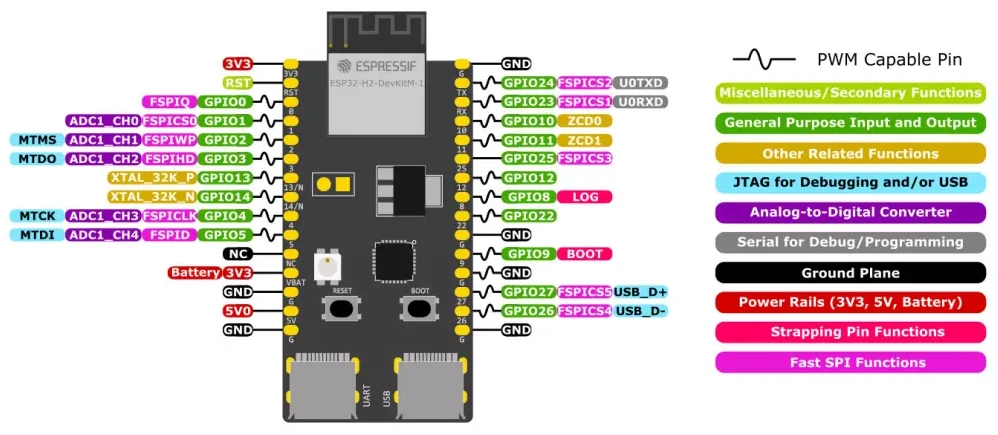 3V3
RST
FSPIQ GPIO0
ADC1_CH0 FSPICS0 GPIO1
MTMS ADC1_CH1 FSPIWP GPIO2
MTDO ADC1_CH2 FSPIHD GPIO3
XTAL_32K_P GPIO13
XTAL_32K_N GPIO14
MTCK ADC1_CH3 FSPICLK GPIO4
MTDI ADC1_CH4 FSPID GPIO5
NC
Battery 3V3
GND
5V0
GND
ESPRESSIF
ESP32-H2-DevKitM-1
3V3
RST
0
1
2
3
13/N
14/N
4
5
NC
VBAT
G
5V
G
G
TX
RX
10
11
25
12
8
22
G
9
G
27
26
G
RESET
BOOT
UART
USB
GND
GPIO24 FSPICS2 U0TXD
GPIO23 FSPICS1 U0RXD
GPIO10 ZCD0
GPIO11 ZCD1
GPIO25 FSPICS3
GPIO12
GPIO8 LOG
GPIO22
GND
GPIO9 BOOT
GND
GPIO27 FSPICS5 USB_D+
GPIO26 FSPICS4 USB_D-
GND
PWM Capable Pin
Miscellaneous/Secondary Functions
General Purpose Input and Output
Other Related Functions
JTAG for Debugging and/or USB
Analog-to-Digital Converter
Serial for Debug/Programming
Ground Plane
Power Rails (3V3, 5V, Battery)
Strapping Pin Functions
Fast SPI Functions